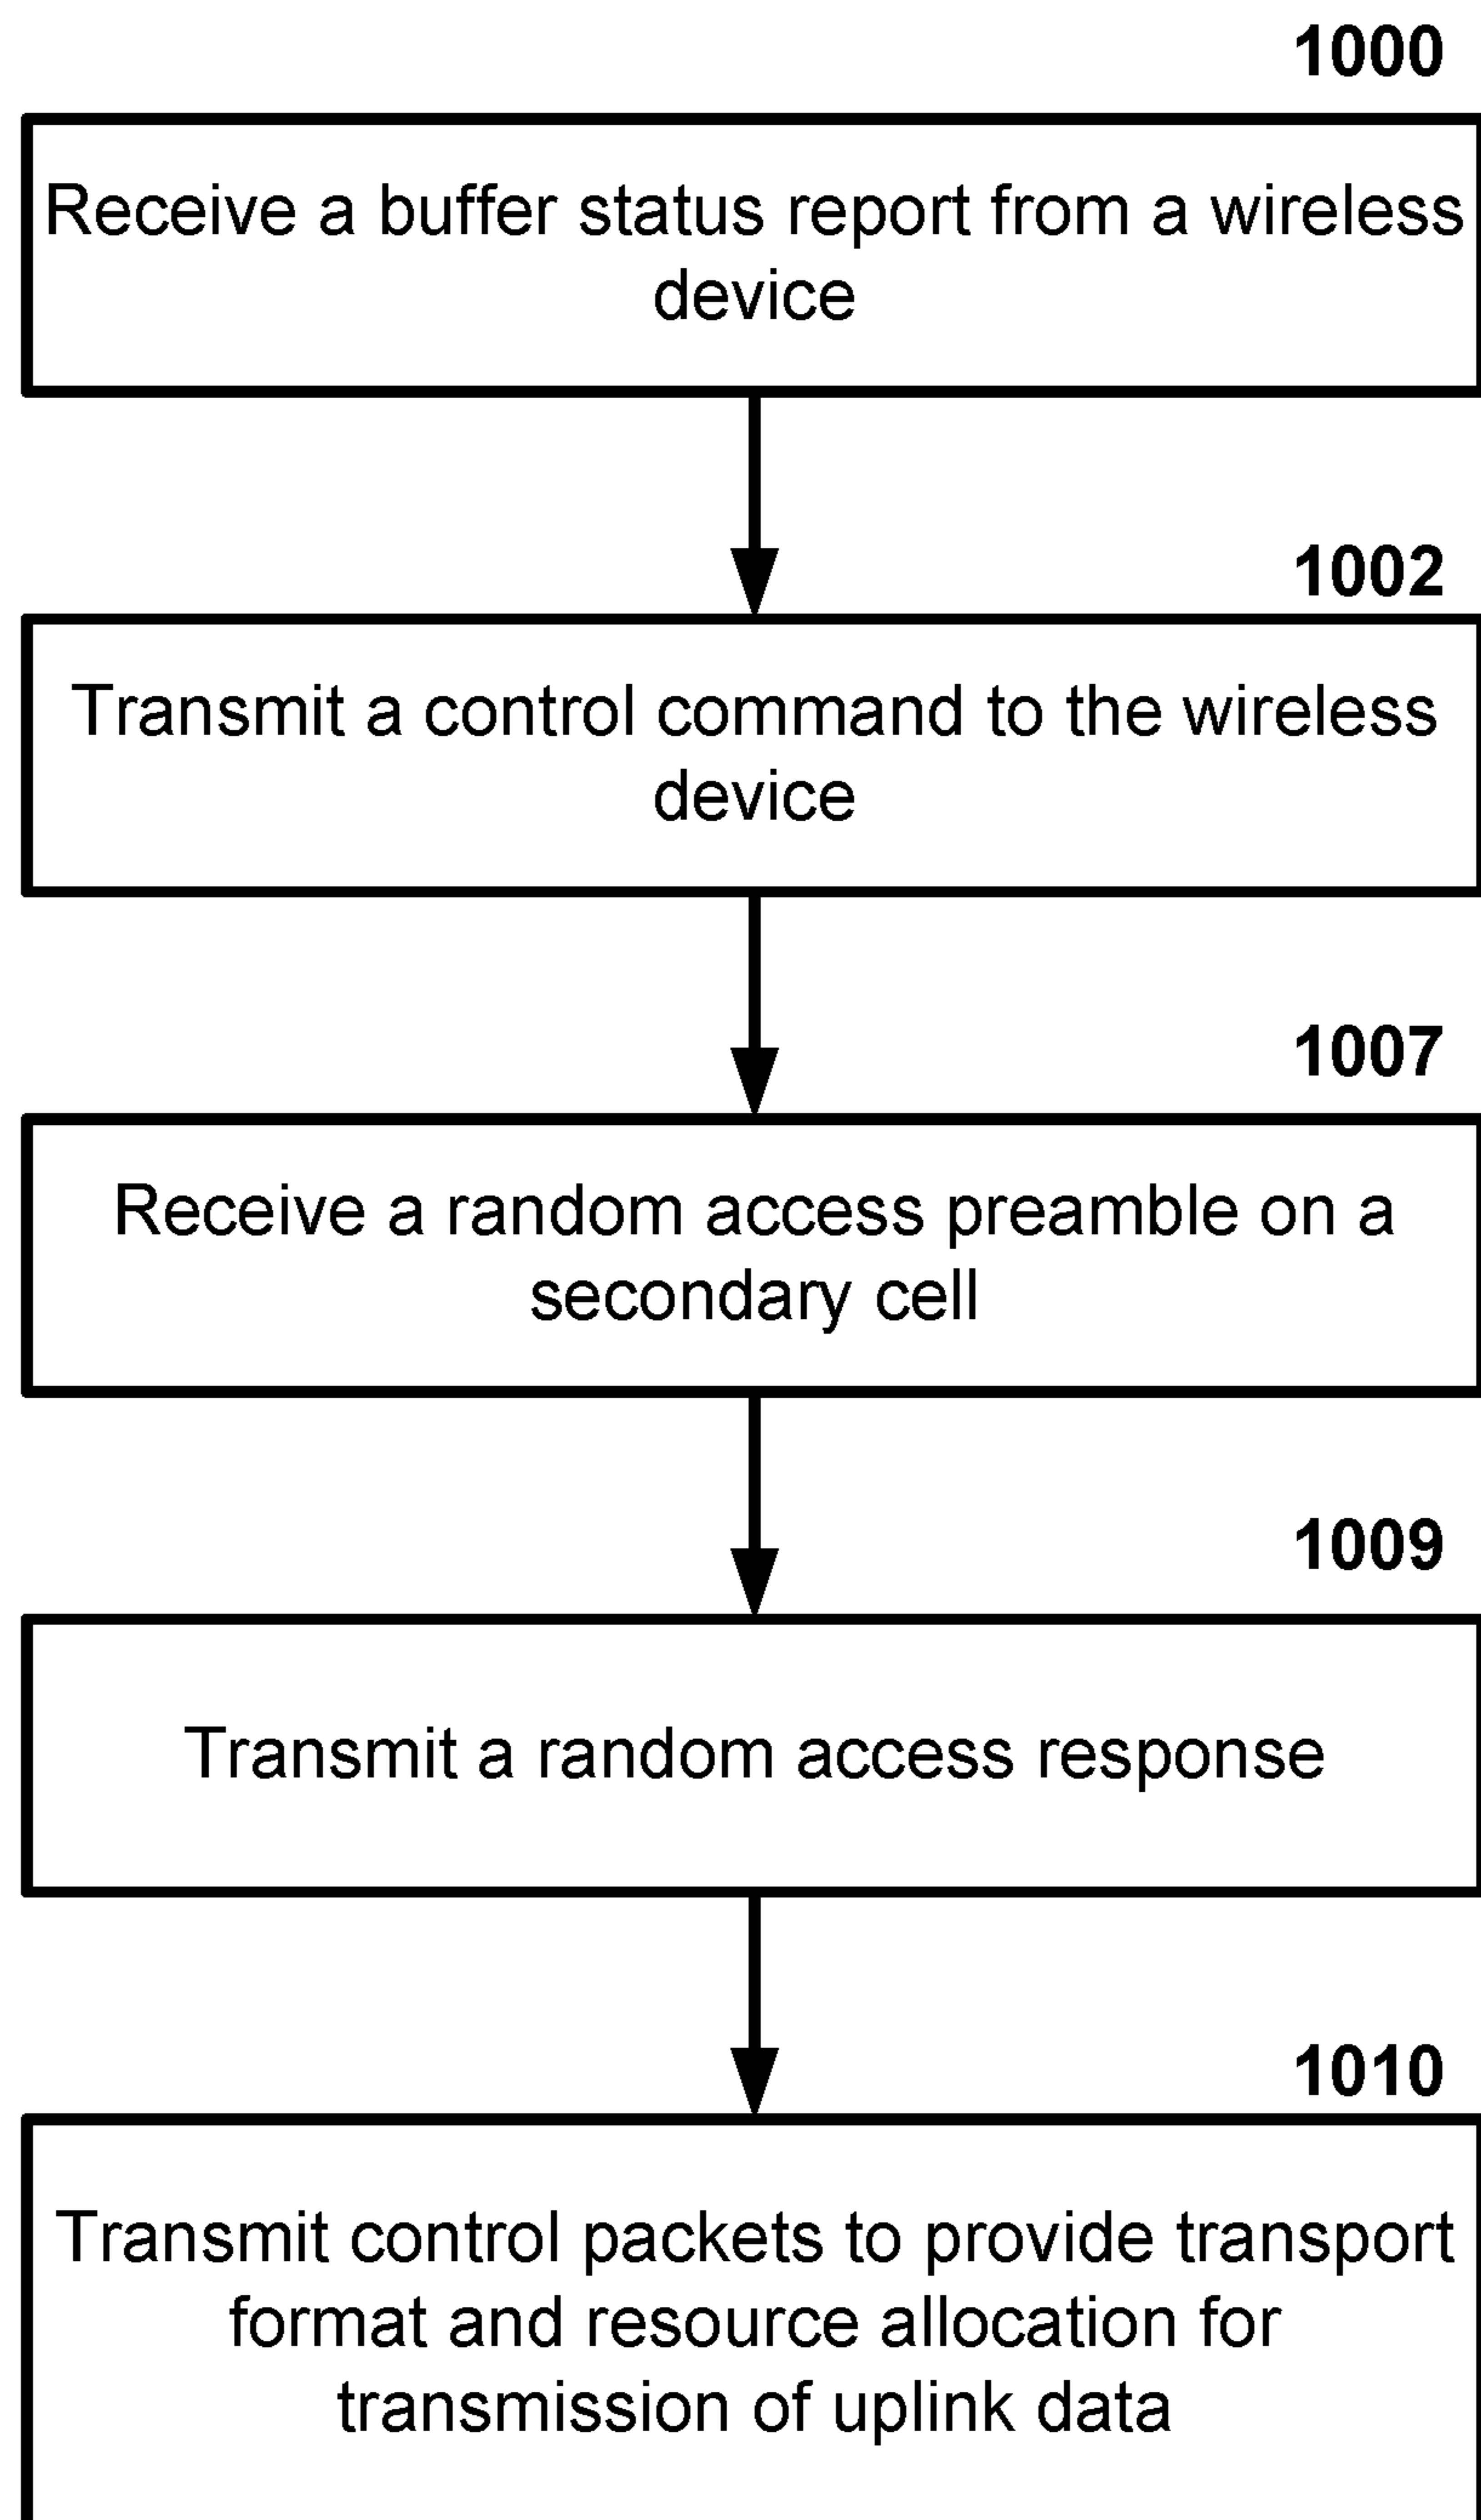 1000
Receive a buffer status report from a wireless
device
1002
Transmit a control command to the wireless
device
1007
Receive a random access preamble on a
secondary cell
1009
Transmit a random access response
1010
Transmit control packets to provide transport
format and resource allocation for
transmission of uplink data